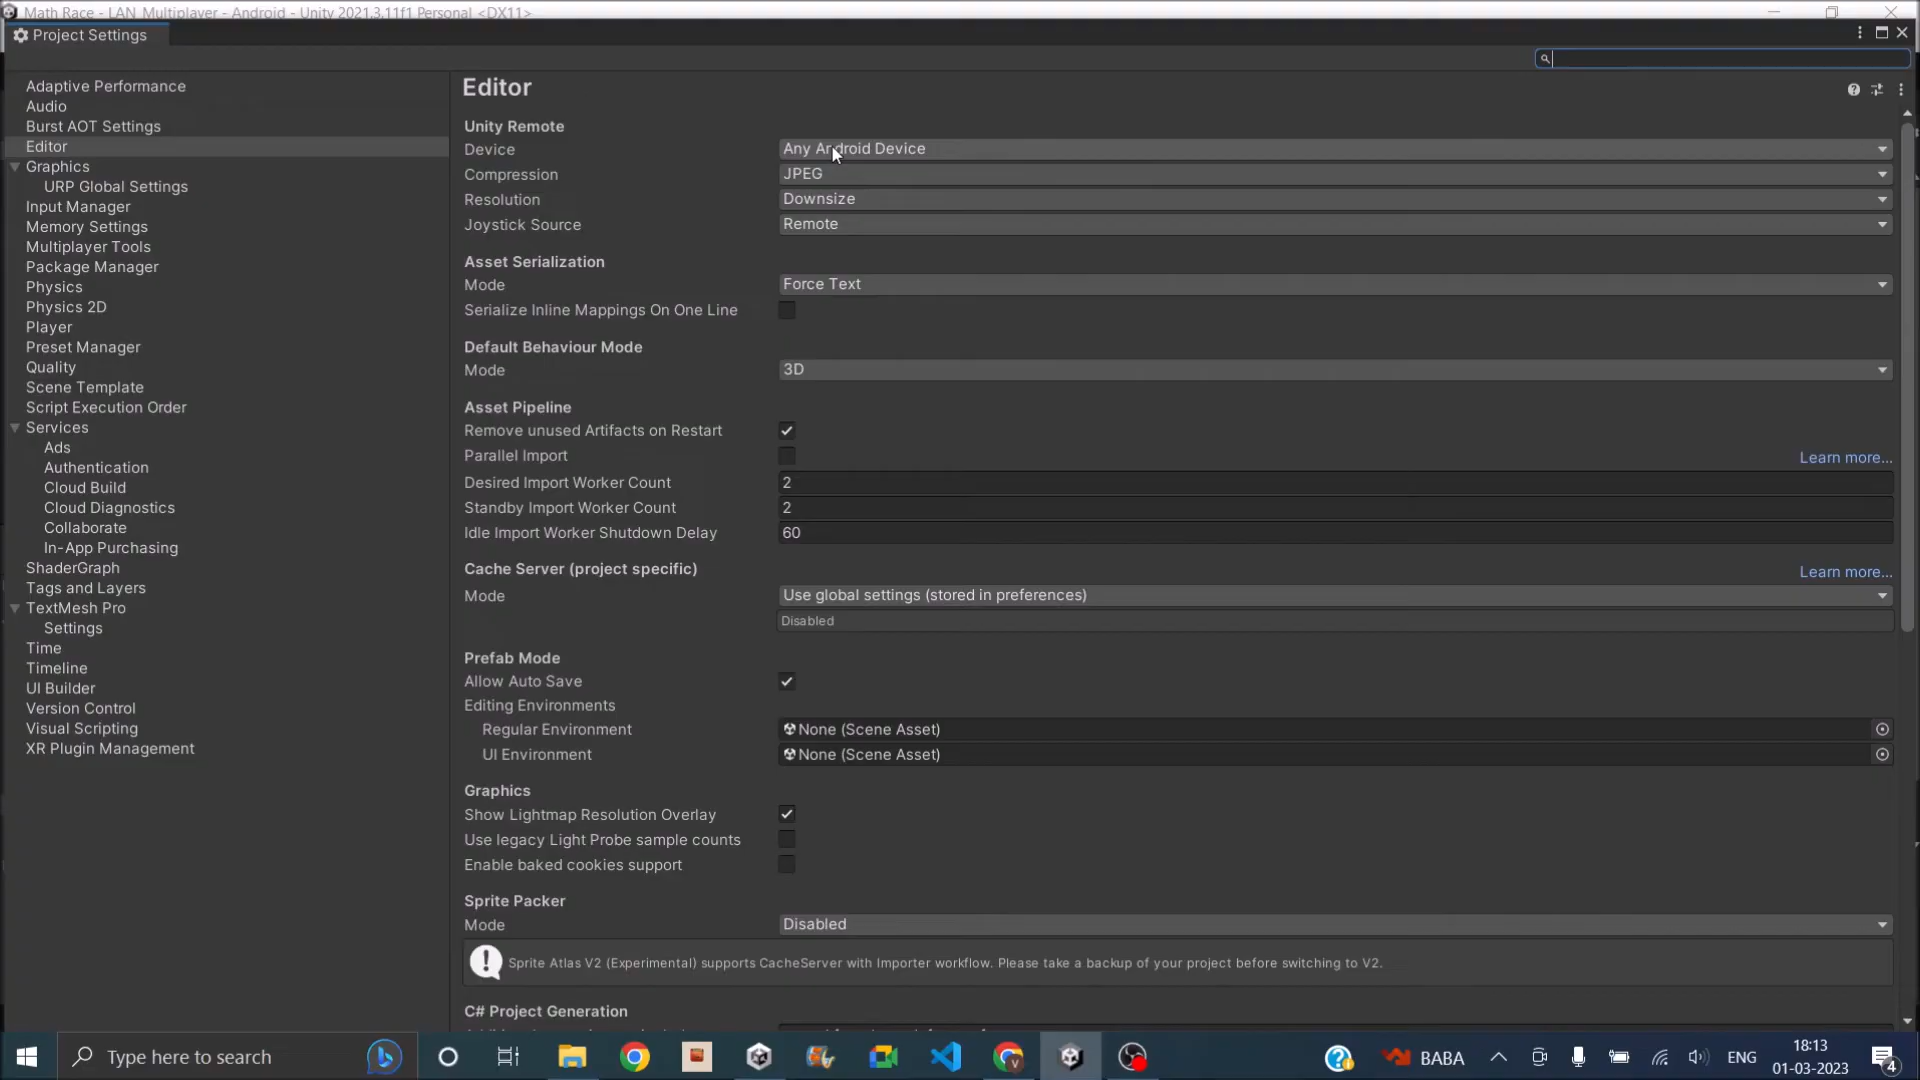 Math Race - LAN_Multiplayer - Android - Unity 2021.3.11f1 Personal <DX11>
Project Settings
Adaptive Performance
Audio
Burst AOT Settings
Editor
Graphics
URP Global Settings
Input Manager
Memory Settings
Multiplayer Tools
Package Manager
Physics
Physics 2D
Player
Preset Manager
Quality
Scene Template
Script Execution Order
Services
Ads
Authentication
Cloud Build
Cloud Diagnostics
Collaborate
In-App Purchasing
ShaderGraph
Tags and Layers
TextMesh Pro
Settings
Time
Timeline
UI Builder
Version Control
Visual Scripting
XR Plugin Management
Editor
Unity Remote
Device Any Android Device
Compression JPEG
Resolution Downsize
Joystick Source Remote
Asset Serialization
Mode Force Text
Serialize Inline Mappings On One Line
Default Behaviour Mode
Mode 3D
Asset Pipeline
Remove unused Artifacts on Restart
Parallel Import Learn more...
Desired Import Worker Count 2
Standby Import Worker Count 2
Idle Import Worker Shutdown Delay 60
Cache Server (project specific) Learn more...
Mode Use global settings (stored in preferences)
Disabled
Prefab Mode
Allow Auto Save
Editing Environments
Regular Environment None (Scene Asset)
UI Environment None (Scene Asset)
Graphics
Show Lightmap Resolution Overlay
Use legacy Light Probe sample counts
Enable baked cookies support
Sprite Packer
Mode Disabled
Sprite Atlas V2 (Experimental) supports CacheServer with Importer workflow. Please take a backup of your project before switching to V2.
C# Project Generation
Type here to search
BABA
ENG
18:13
01-03-2023
4